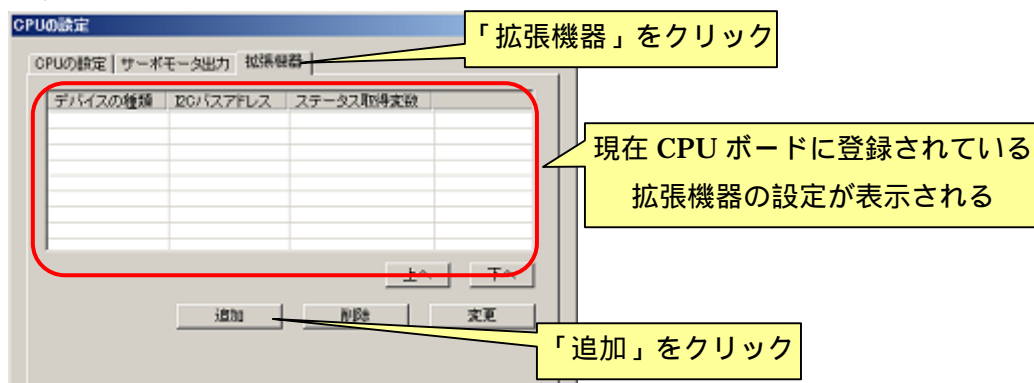 CPUの設定
「拡張機器」をクリック
CPUの設定 サーボモータ出力 拡張機器
デバイスの種類 I2Cバスアドレス ステータス取得変数
現在 CPU ボードに登録されている
拡張機器の設定が表示される
上へ 下へ
追加 削除 変更
「追加」をクリック